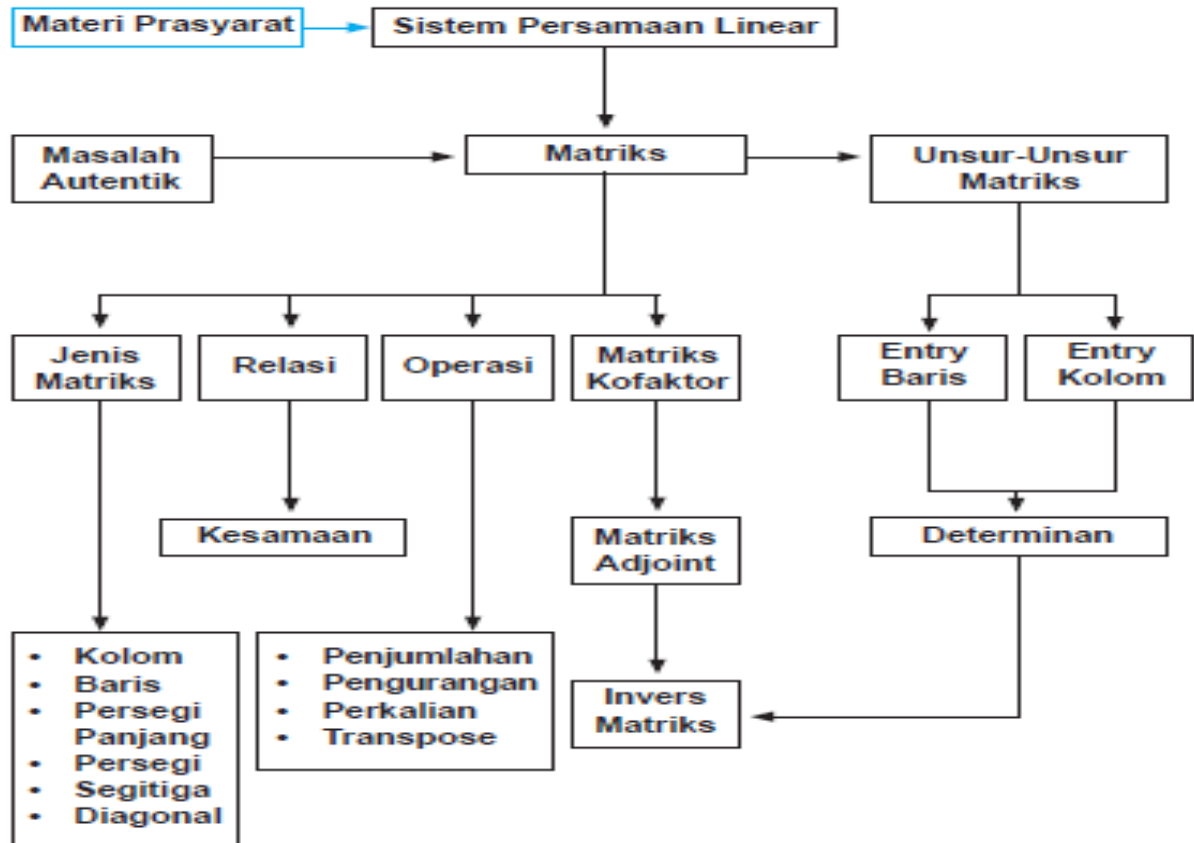 Materi Prasyarat
Sistem Persamaan Linear
Masalah
Autentik
Matriks
Unsur-Unsur
Matriks
Jenis
Matriks
Relasi
Operasi
Matriks
Kofaktor
Entry
Baris
Entry
Kolom
Kesamaan
Matriks
Adjoint
Determinan
• Kolom
• Baris
• Persegi
Panjang
• Persegi
• Segitiga
• Diagonal
• Penjumlahan
• Pengurangan
• Perkalian
• Transpose
Invers
Matriks